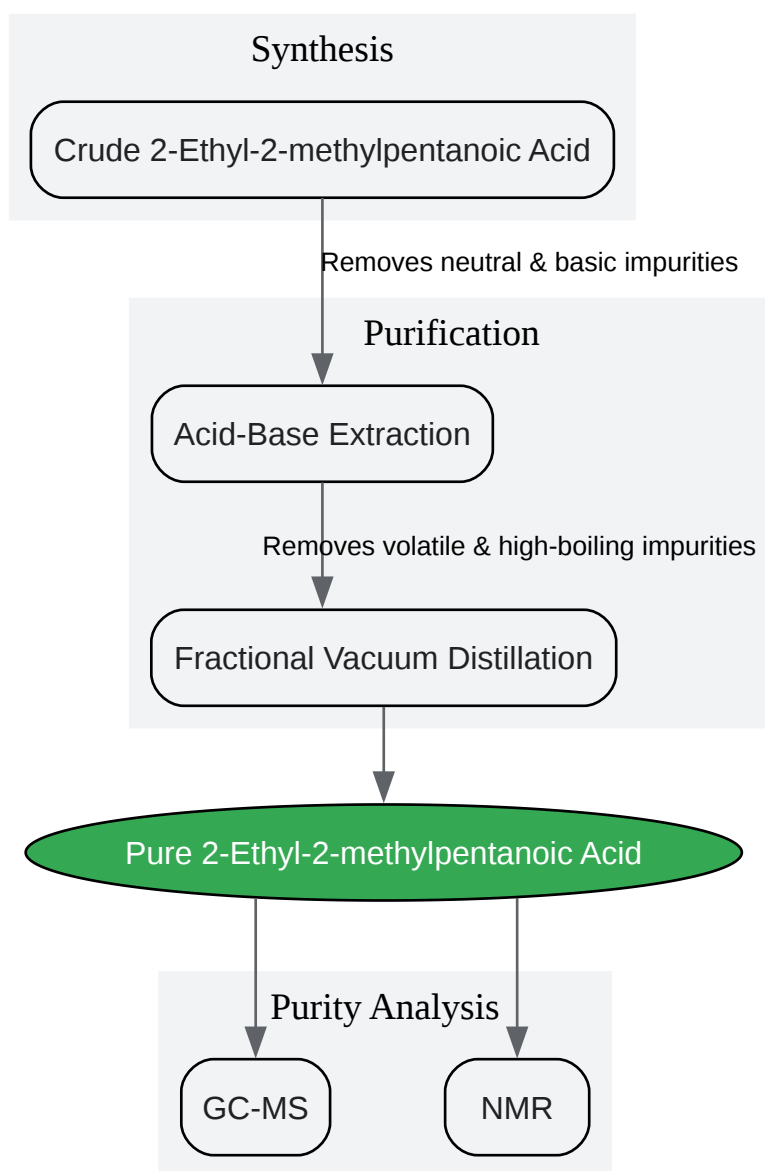 Synthesis
Crude 2-Ethyl-2-methylpentanoic Acid
Removes neutral & basic impurities
Purification
Acid-Base Extraction
Removes volatile & high-boiling impurities
Fractional Vacuum Distillation
Pure 2-Ethyl-2-methylpentanoic Acid
Purity Analysis
GC-MS
NMR